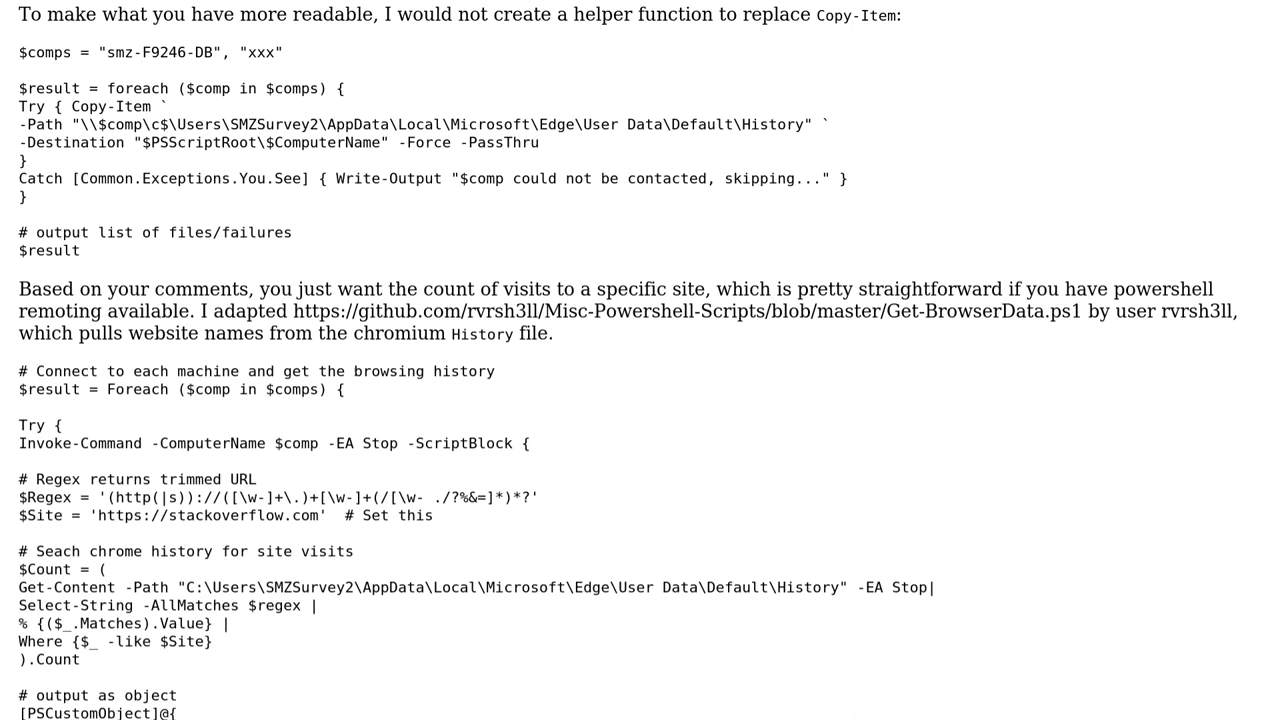 To make what you have more readable, I would not create a helper function to replace Copy-Item:
$comps = "smz-F9246-DB", "xxx"
$result = foreach ($comp in $comps) {
Try { Copy-Item `
-Path "\\$comp\c$\Users\SMZSurvey2\AppData\Local\Microsoft\Edge\User Data\Default\History" `
-Destination "$PSScriptRoot\$ComputerName" -Force -PassThru
}
Catch [Common.Exceptions.You.See] { Write-Output "$comp could not be contacted, skipping..." }
}
# output list of files/failures
$result
Based on your comments, you just want the count of visits to a specific site, which is pretty straightforward if you have powershell
remoting available. I adapted https://github.com/rvrsh3ll/Misc-Powershell-Scripts/blob/master/Get-BrowserData.ps1 by user rvrsh3ll,
which pulls website names from the chromium History file.
# Connect to each machine and get the browsing history
$result = Foreach ($comp in $comps) {
Try {
Invoke-Command -ComputerName $comp -EA Stop -ScriptBlock {
# Regex returns trimmed URL
$Regex = '(http(|s))://([\w-]+\.)+[\w-]+(/[\w- ./?%&=]*)*?'
$Site = 'https://stackoverflow.com'  # Set this
# Seach chrome history for site visits
$Count = (
Get-Content -Path "C:\Users\SMZSurvey2\AppData\Local\Microsoft\Edge\User Data\Default\History" -EA Stop|
Select-String -AllMatches $regex |
% {($_.Matches).Value} |
Where {$_ -like $Site}
).Count
# output as object
[PSCustomObject]@{